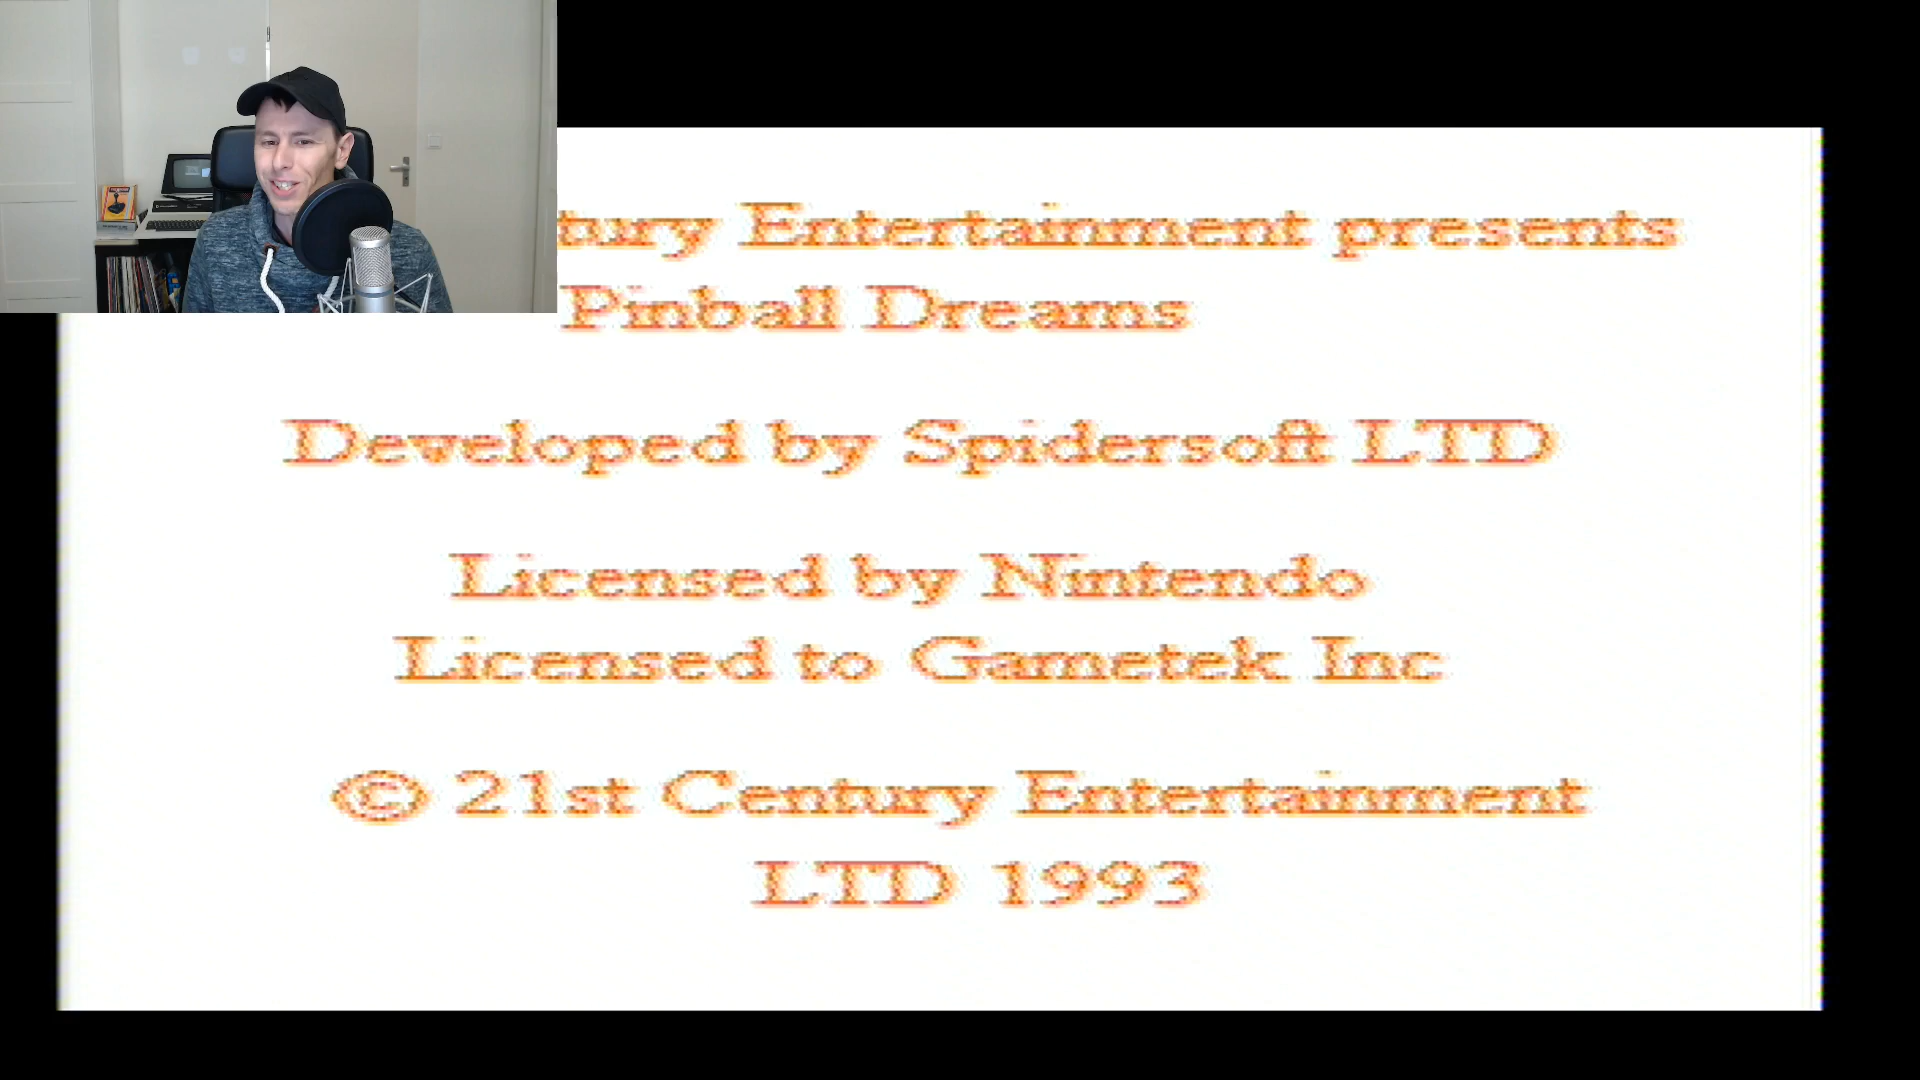 tury Entertainment presents
Pinball Dreams
Developed by Spidersoft LTD
Licensed by Nintendo
Licensed to Gametek Inc
© 21st Century Entertainment
LTD 1993